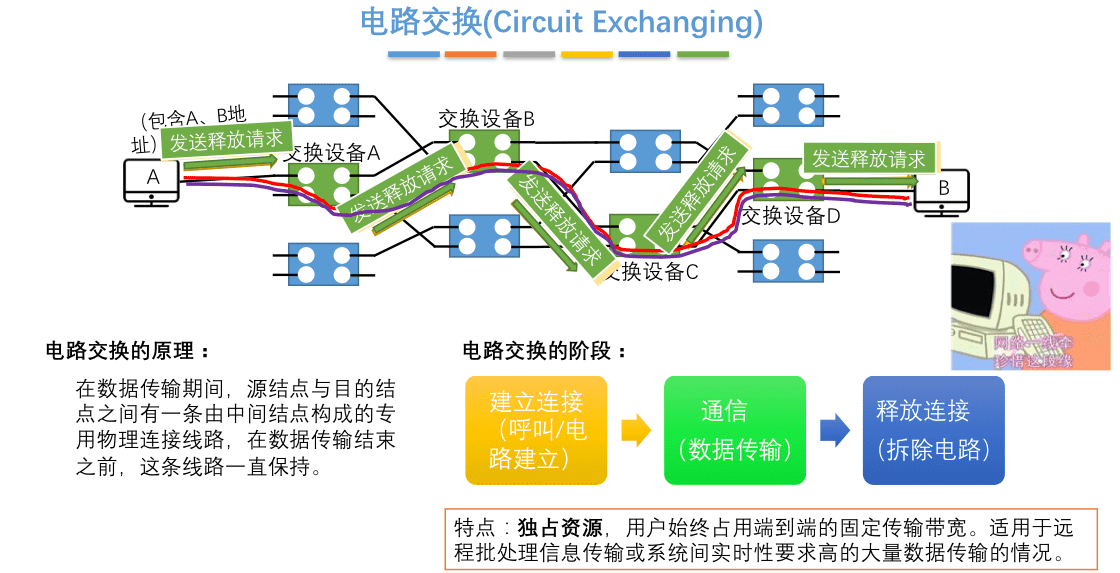 电路交换(Circuit Exchanging)
(包含A、B地
址)
发送释放请求
交换设备A
交换设备B
发送释放请求
发送释放请求
发送释放请求
发送释放请求
A
B
交换设备D
交换设备C
网络一线牵
珍惜这段缘
电路交换的原理:
在数据传输期间,源结点与目的结
点之间有一条由中间结点构成的专
用物理连接线路,在数据传输结束
之前,这条线路一直保持。
电路交换的阶段:
建立连接
(呼叫/电
路建立)
通信
(数据传输)
释放连接
(拆除电路)
特点:独占资源,用户始终占用端到端的固定传输带宽。适用于远
程批处理信息传输或系统间实时性要求高的大量数据传输的情况。